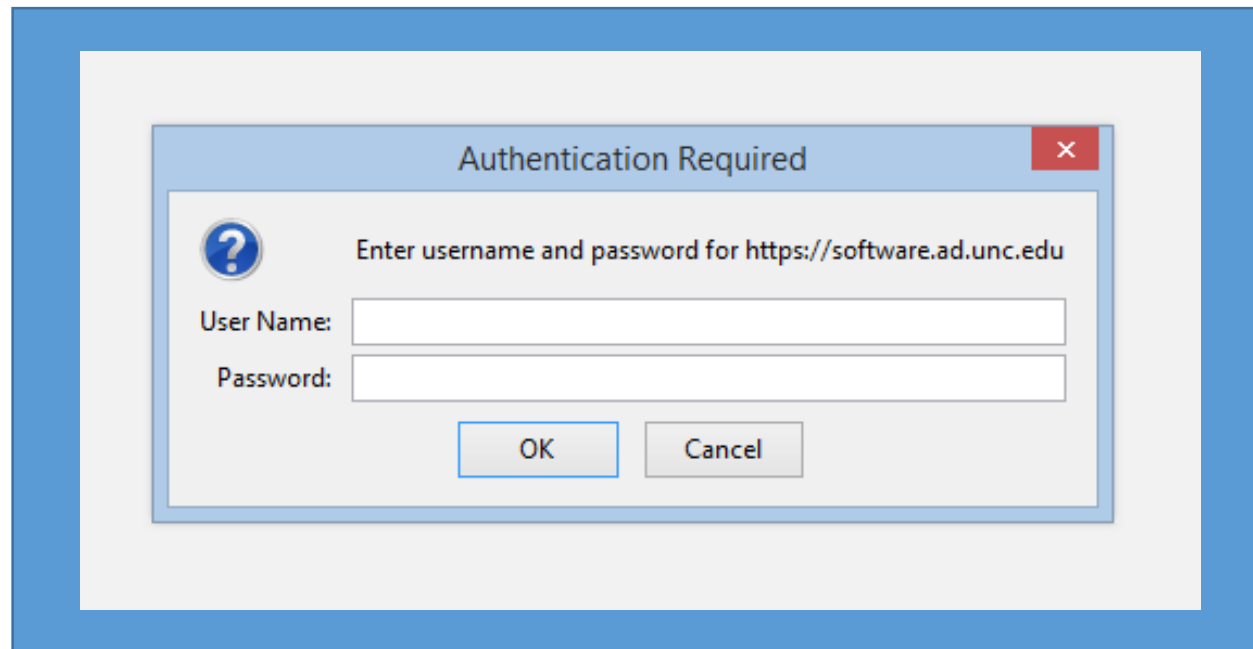 Authentication Required
Enter username and password for https://software.ad.unc.edu
User Name:
Password:
OK
Cancel